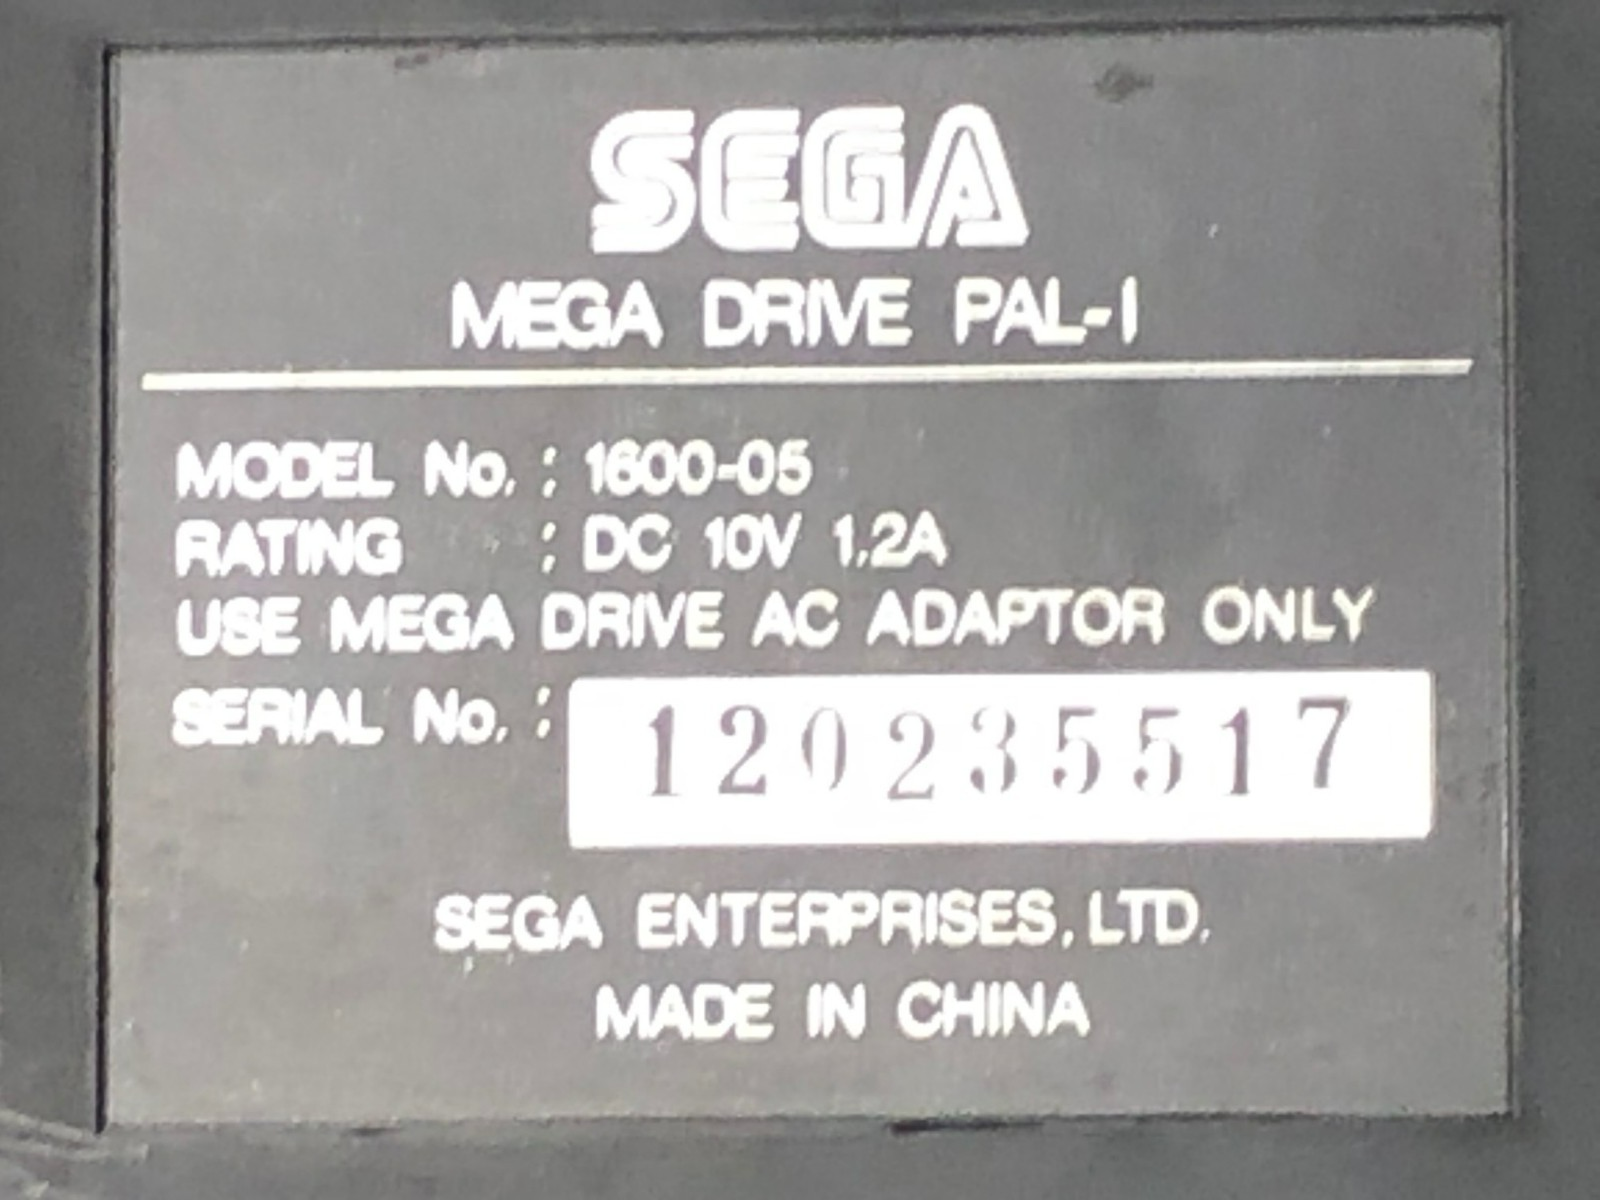 SEGA
MEGA DRIVE PAL-I
MODEL No. : 1600-05
RATING : DC 10V 1.2A
USE MEGA DRIVE AC ADAPTOR ONLY
SERIAL No. : 120235517
SEGA ENTERPRISES, LTD.
MADE IN CHINA